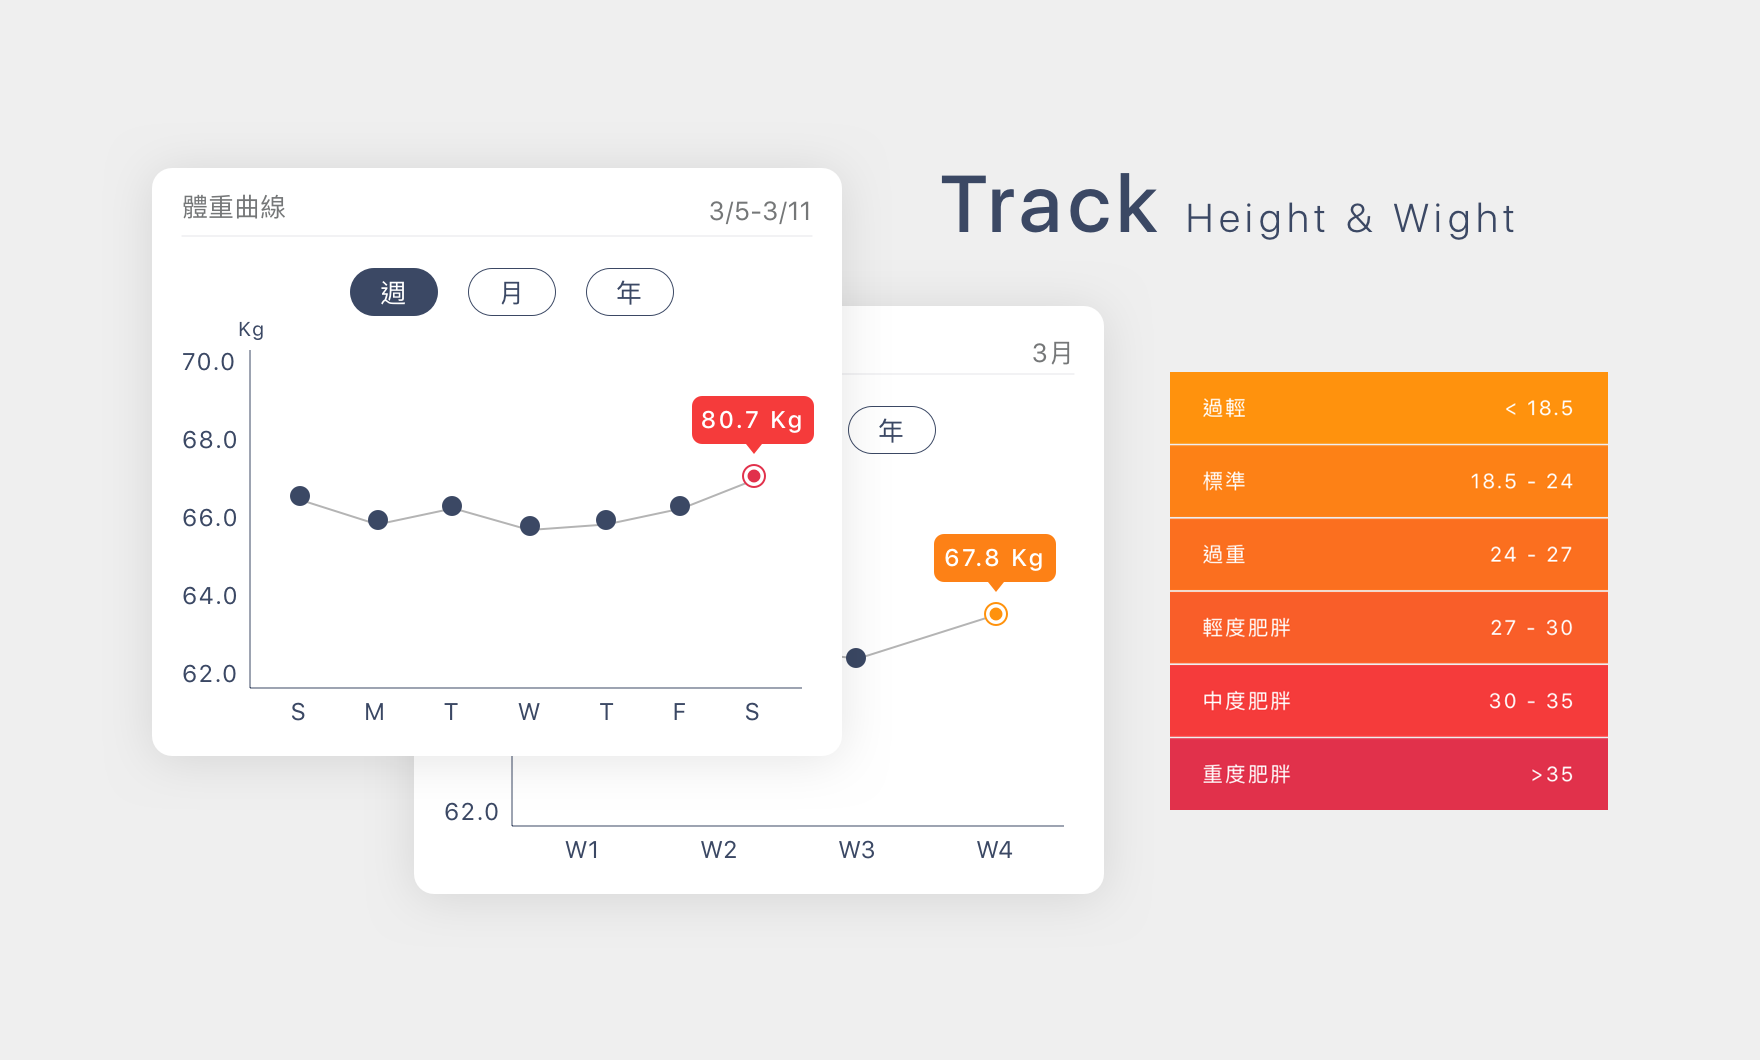 Track Height & Wight
體重曲線 3/5-3/11
週 月 年
Kg
70.0
68.0
66.0
64.0
62.0
80.7 Kg
S M T W T F S
3月
年
67.8 Kg
62.0
W1 W2 W3 W4
過輕 < 18.5
標準 18.5 - 24
過重 24 - 27
輕度肥胖 27 - 30
中度肥胖 30 - 35
重度肥胖 >35